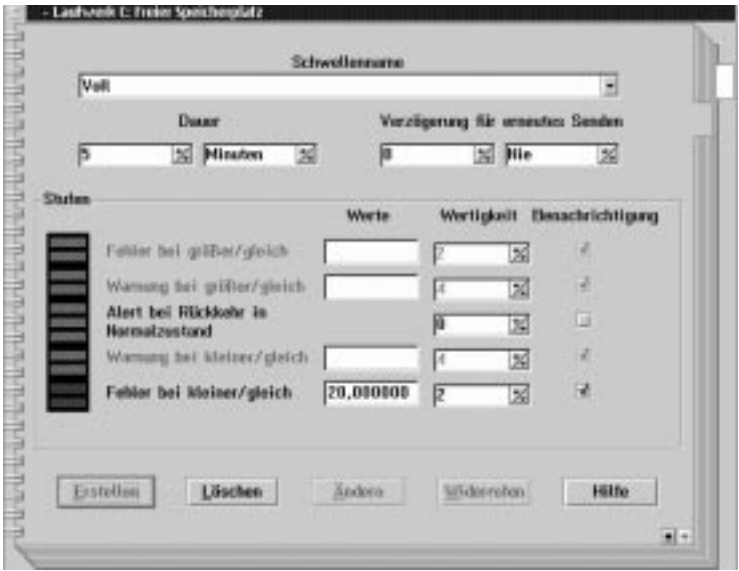 - Laufwerk C: Freier Speicherplatz
Schwellenname
Voll
Dauer Verzögerung für erneutes Senden
5 Minuten 0 Nie
Stufen
Werte Wertigkeit Benachrichtigung
Fehler bei größer/gleich 2
Warnung bei größer/gleich 4
Alert bei Rückkehr in
Normalzustand 0
Warnung bei kleiner/gleich 4
Fehler bei kleiner/gleich 20,000000 2
Erstellen Löschen Ändern Widerrufen Hilfe